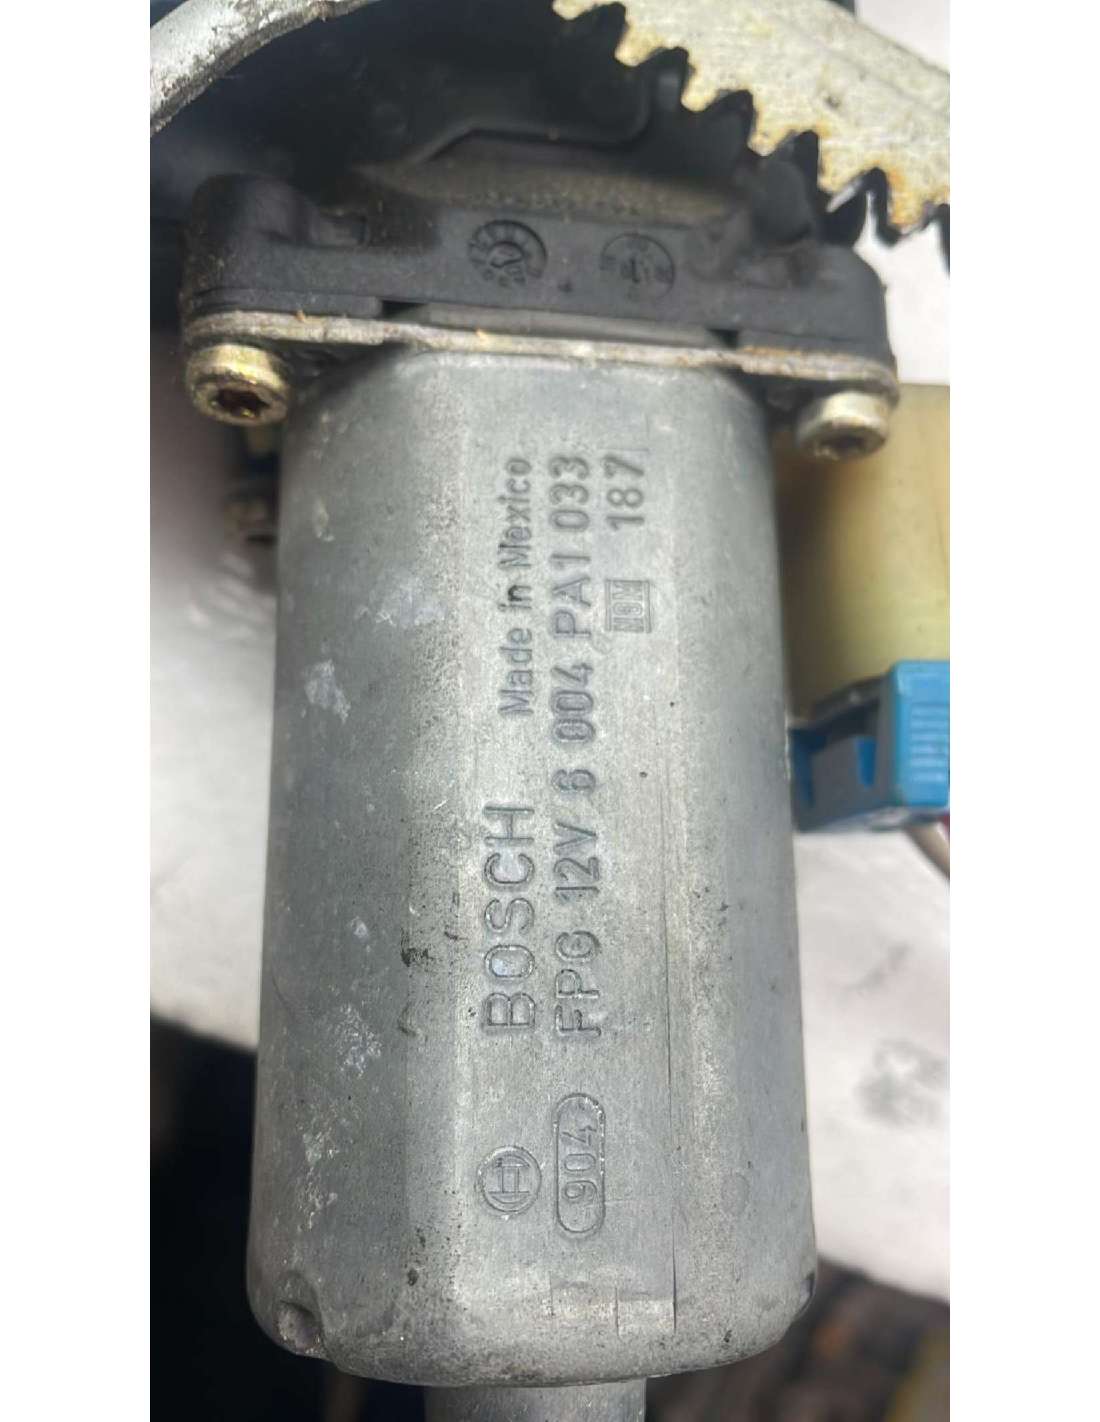 Made in Mexico
BOSCH
FPG 12V 6 004 PA1 033
187
904